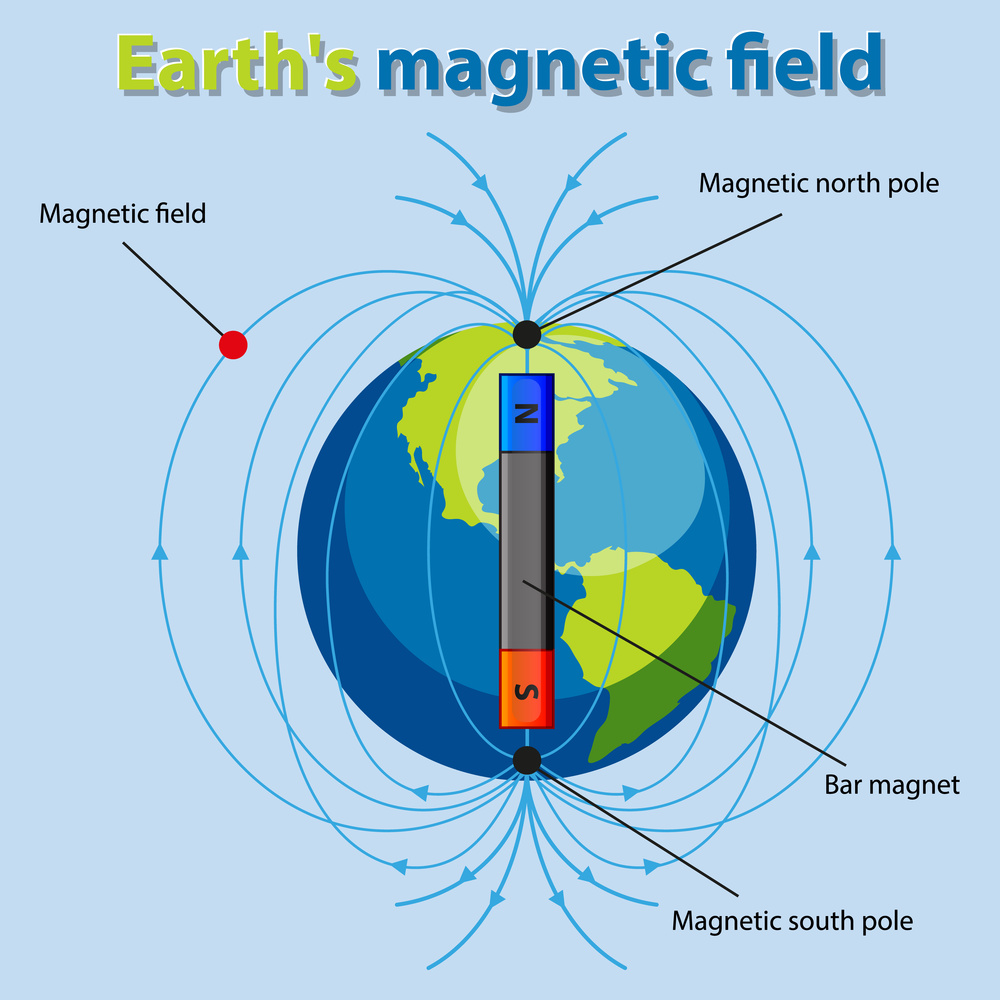 Earth's magnetic field
Magnetic north pole
Magnetic field
N
S
Bar magnet
Magnetic south pole